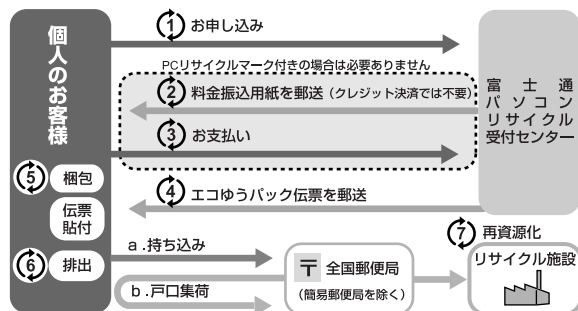 個人のお客様
① お申し込み
PCリサイクルマーク付きの場合は必要ありません
② 料金振込用紙を郵送（クレジット決済では不要）
③ お支払い
④ エコゆうパック伝票を郵送
富士通
パソコン
リサイクル
受付センター
⑤ 梱包
伝票
貼付
⑥ 排出
a.持ち込み
b.戸口集荷
〒 全国郵便局
（簡易郵便局を除く）
⑦ 再資源化
リサイクル施設